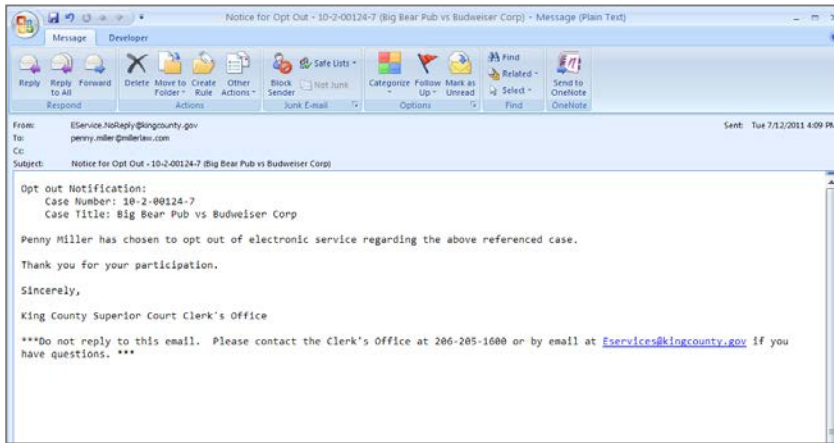 Notice for Opt Out - 10-2-00124-7 (Big Bear Pub vs Budweiser Corp) - Message (Plain Text)
Message Developer
Reply Reply to All Forward Delete Move to Folder Create Rule Other Actions Block Sender Safe Lists Not Junk Categorize Follow Up Mark as Unread Find Related Select Send to OneNote
Respond Actions Junk E-mail Options Find OneNote
From: EService.NoReply@kingcounty.gov Sent: Tue 7/12/2011 4:09 PM
To: penny.miller@millerlaw.com
Cc:
Subject: Notice for Opt Out - 10-2-00124-7 (Big Bear Pub vs Budweiser Corp)
Opt out Notification:
Case Number: 10-2-00124-7
Case Title: Big Bear Pub vs Budweiser Corp
Penny Miller has chosen to opt out of electronic service regarding the above referenced case.
Thank you for your participation.
Sincerely,
King County Superior Court Clerk's Office
***Do not reply to this email. Please contact the Clerk's Office at 206-205-1600 or by email at Eservices@kingcounty.gov if you
have questions. ***